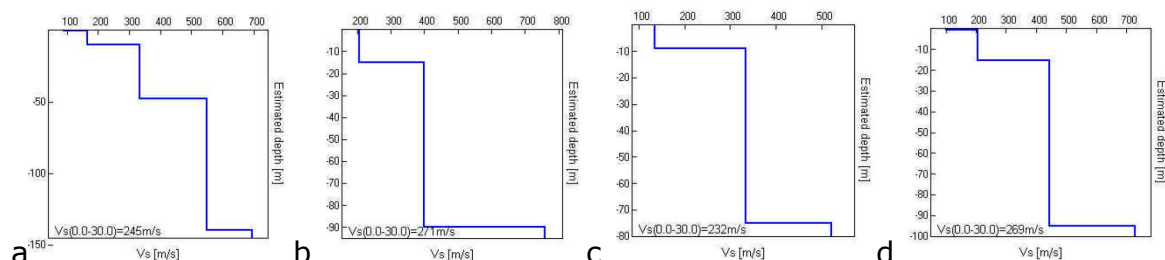 100 200 300 400 500 600 700
-50
-100
-150
Estimated depth [m]
Vs(0.0-30.0)=245m/s
Vs [m/s]
a
200 300 400 500 600 700 800
-10
-20
-30
-40
-50
-60
-70
-80
-90
Estimated depth [m]
Vs(0.0-30.0)=271m/s
Vs [m/s]
b
100 200 300 400 500
-10
-20
-30
-40
-50
-60
-70
-80
Estimated depth [m]
Vs(0.0-30.0)=232m/s
Vs [m/s]
c
100 200 300 400 500 600 700
-10
-20
-30
-40
-50
-60
-70
-80
-90
-100
Estimated depth [m]
Vs(0.0-30.0)=269m/s
Vs [m/s]
d